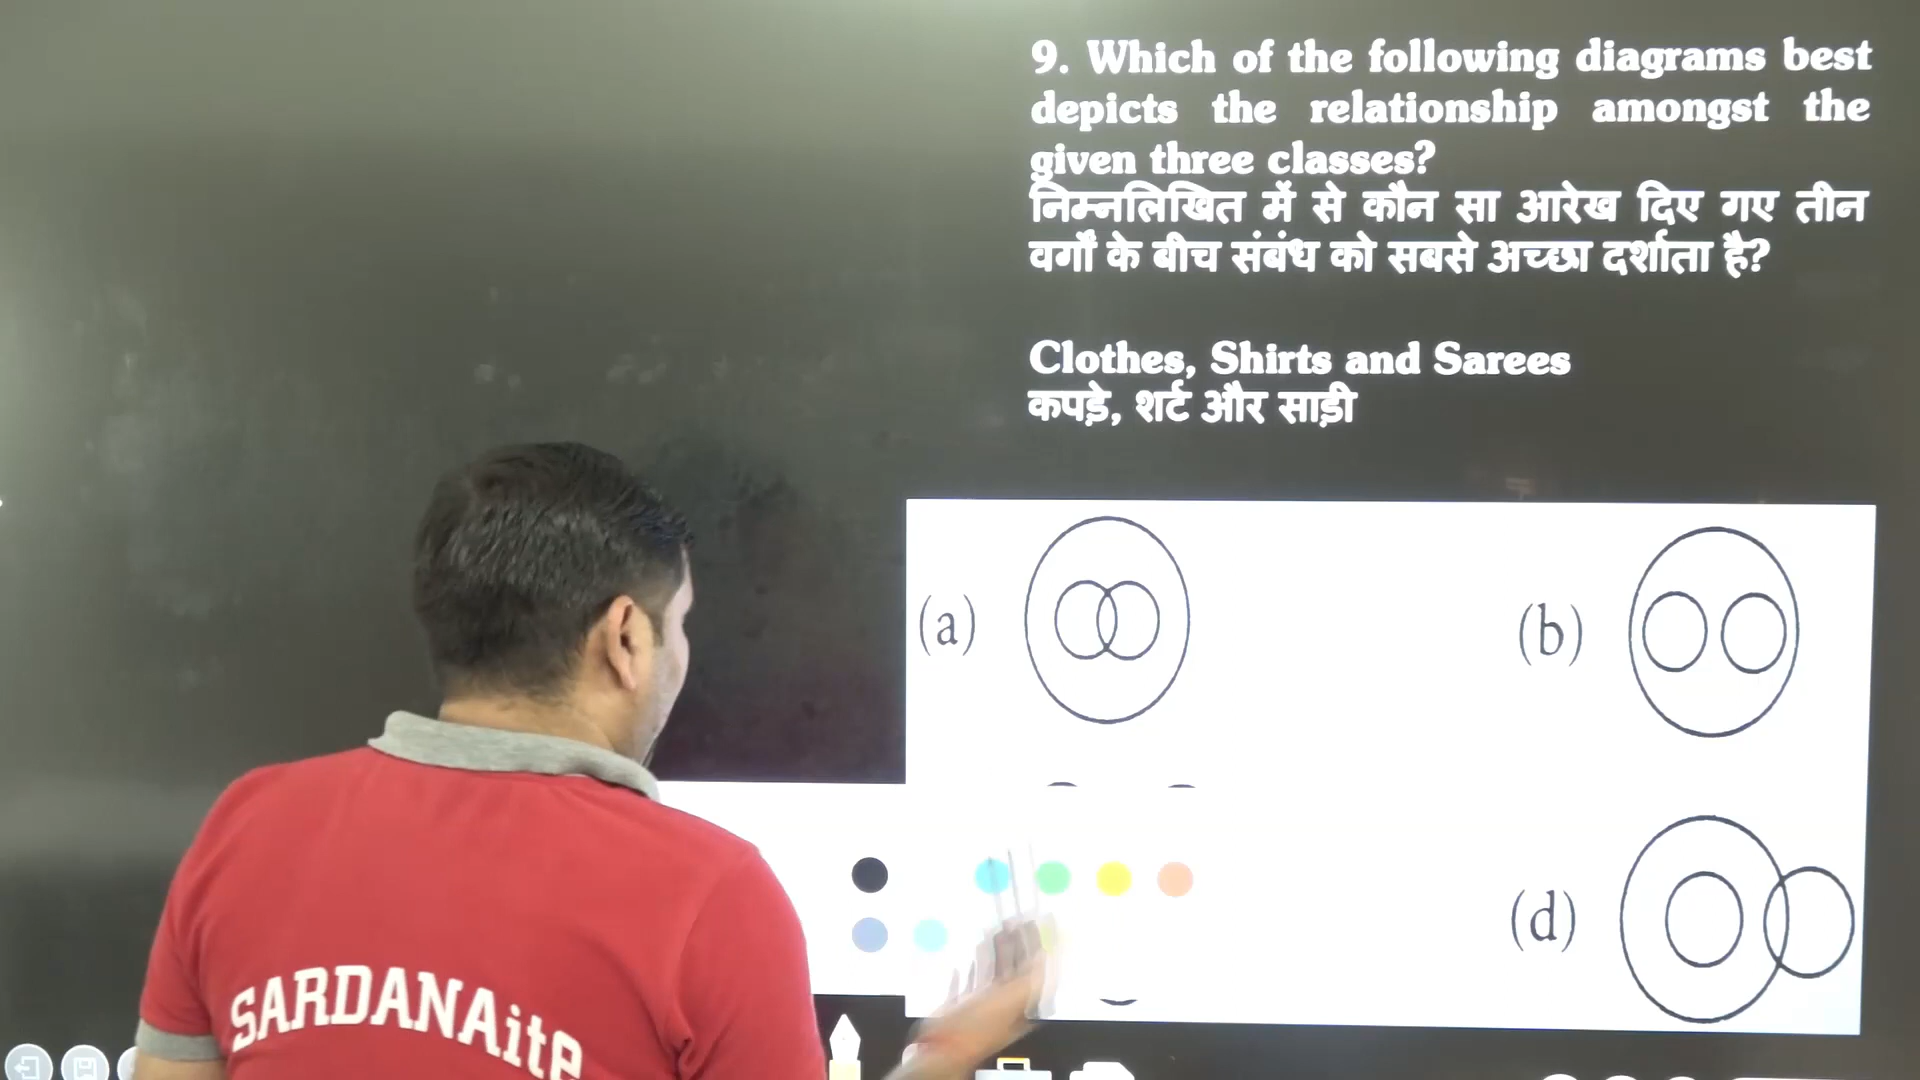 9. Which of the following diagrams best
depicts the relationship amongst the
given three classes?
निम्नलिखित में से कौन सा आरेख दिए गए तीन
वर्गों के बीच संबंध को सबसे अच्छा दर्शाता है?
Clothes, Shirts and Sarees
कपड़े, शर्ट और साड़ी
(a)
(b)
(d)
SARDANAite